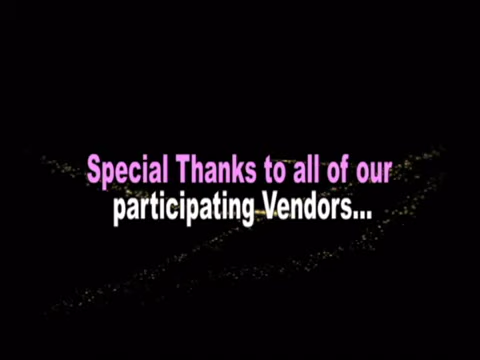 Special Thanks to all of our
participating Vendors...